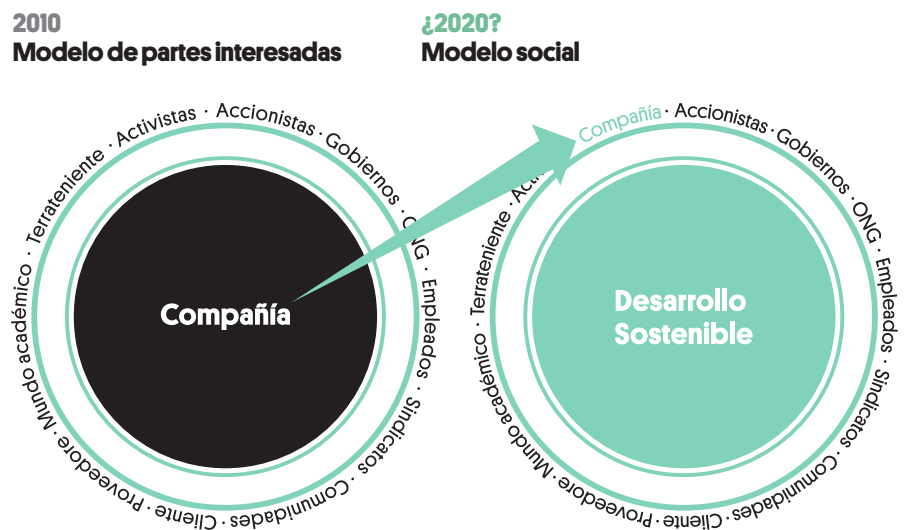 2010
Modelo de partes interesadas
¿2020?
Modelo social
Mundo académico · Terrateniente · Activistas · Accionistas · Gobiernos · ONG · Empleados · Sindicatos · Comunidades · Cliente · Proveedore ·
Compañía
Compañía · Accionistas · Gobiernos · ONG · Empleados · Sindicatos · Comunidades · Cliente · Proveedore · Mundo académico · Terrateniente ·
Desarrollo
Sostenible